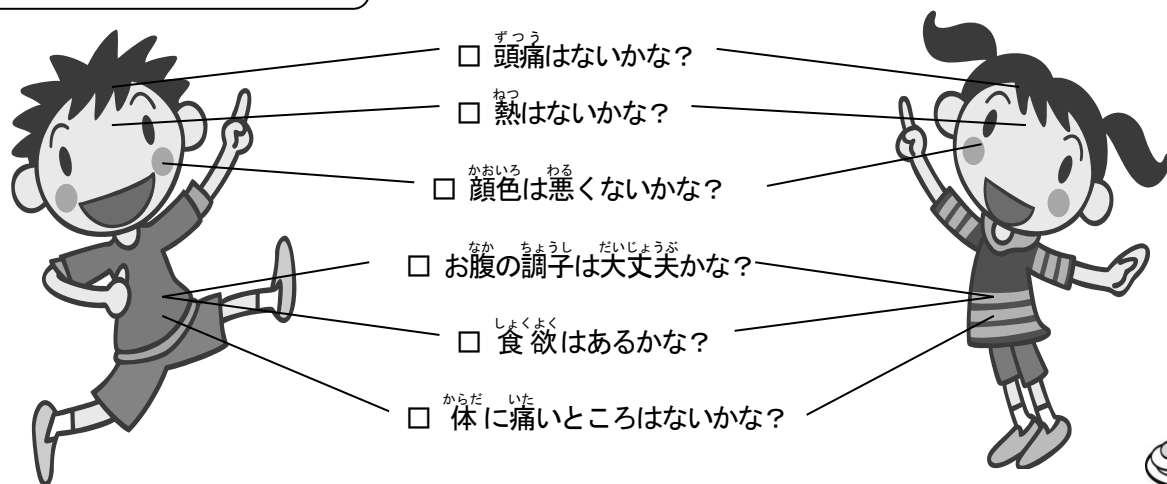 □ 頭痛はないかな？
□ 熱はないかな？
□ 顔色は悪くないかな？
□ お腹の調子は大丈夫かな？
□ 食欲はあるかな？
□ 体に痛いところはないかな？